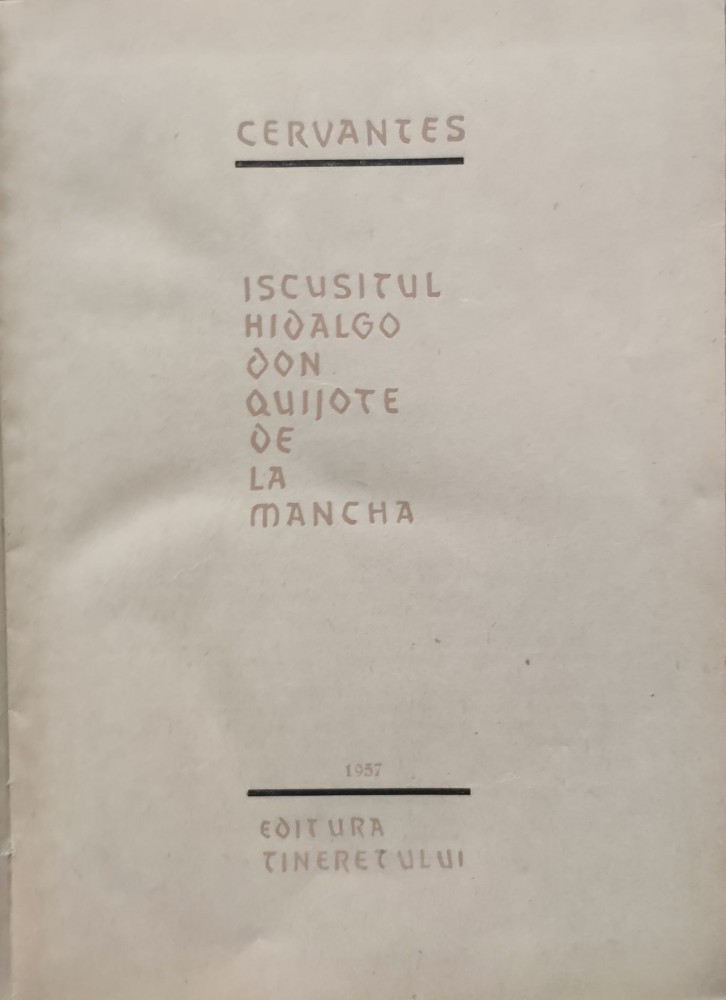 CERVANTES
ISCUSITUL
HIDALGO
DON
QUIJOTE
DE
LA
MANCHA
1957
EDITURA
TINERETULUI